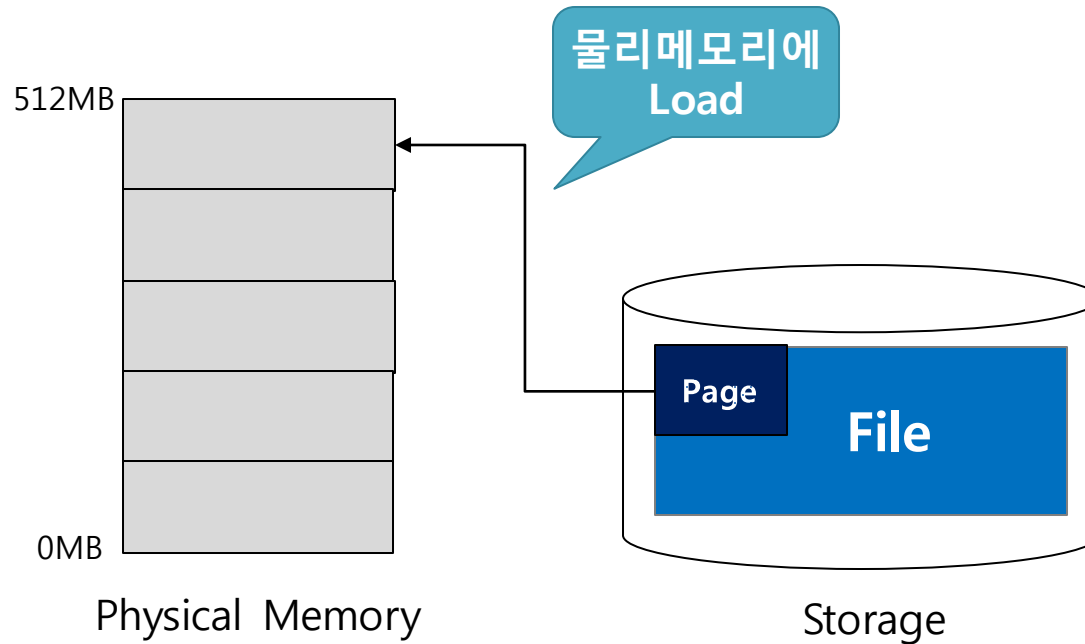 물리메모리에
Load
512MB
Page
File
0MB
Physical Memory
Storage